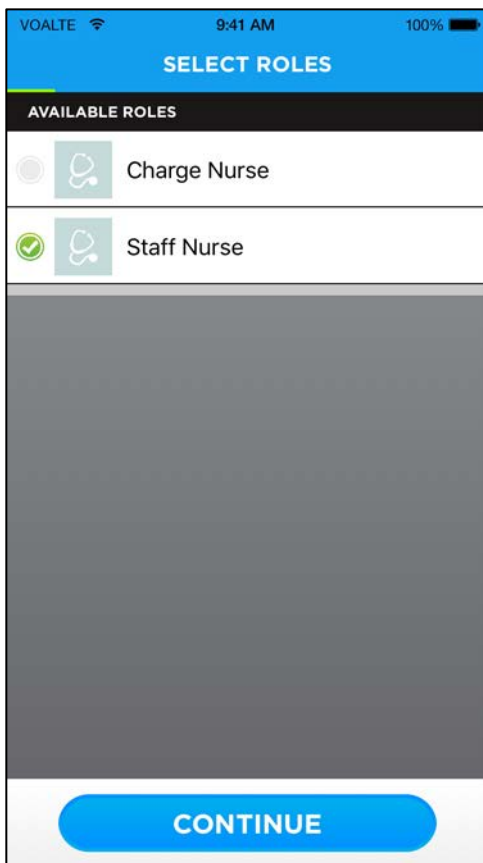 VOALTE 9:41 AM 100%
SELECT ROLES
AVAILABLE ROLES
Charge Nurse
Staff Nurse
CONTINUE